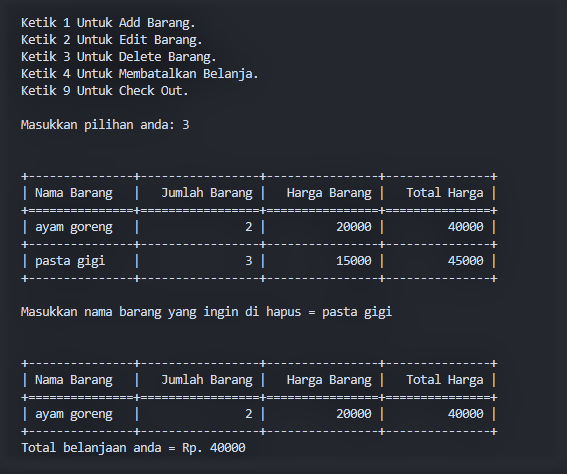 Ketik 1 Untuk Add Barang.
Ketik 2 Untuk Edit Barang.
Ketik 3 Untuk Delete Barang.
Ketik 4 Untuk Membatalkan Belanja.
Ketik 9 Untuk Check Out.
Masukkan pilihan anda: 3
+---------------+-----------------+----------------+---------------+
| Nama Barang   |   Jumlah Barang |   Harga Barang |   Total Harga |
+===============+=================+================+===============+
| ayam goreng   |               2 |          20000 |         40000 |
+---------------+-----------------+----------------+---------------+
| pasta gigi    |               3 |          15000 |         45000 |
+---------------+-----------------+----------------+---------------+
Masukkan nama barang yang ingin di hapus = pasta gigi
+---------------+-----------------+----------------+---------------+
| Nama Barang   |   Jumlah Barang |   Harga Barang |   Total Harga |
+===============+=================+================+===============+
| ayam goreng   |               2 |          20000 |         40000 |
+---------------+-----------------+----------------+---------------+
Total belanjaan anda = Rp. 40000